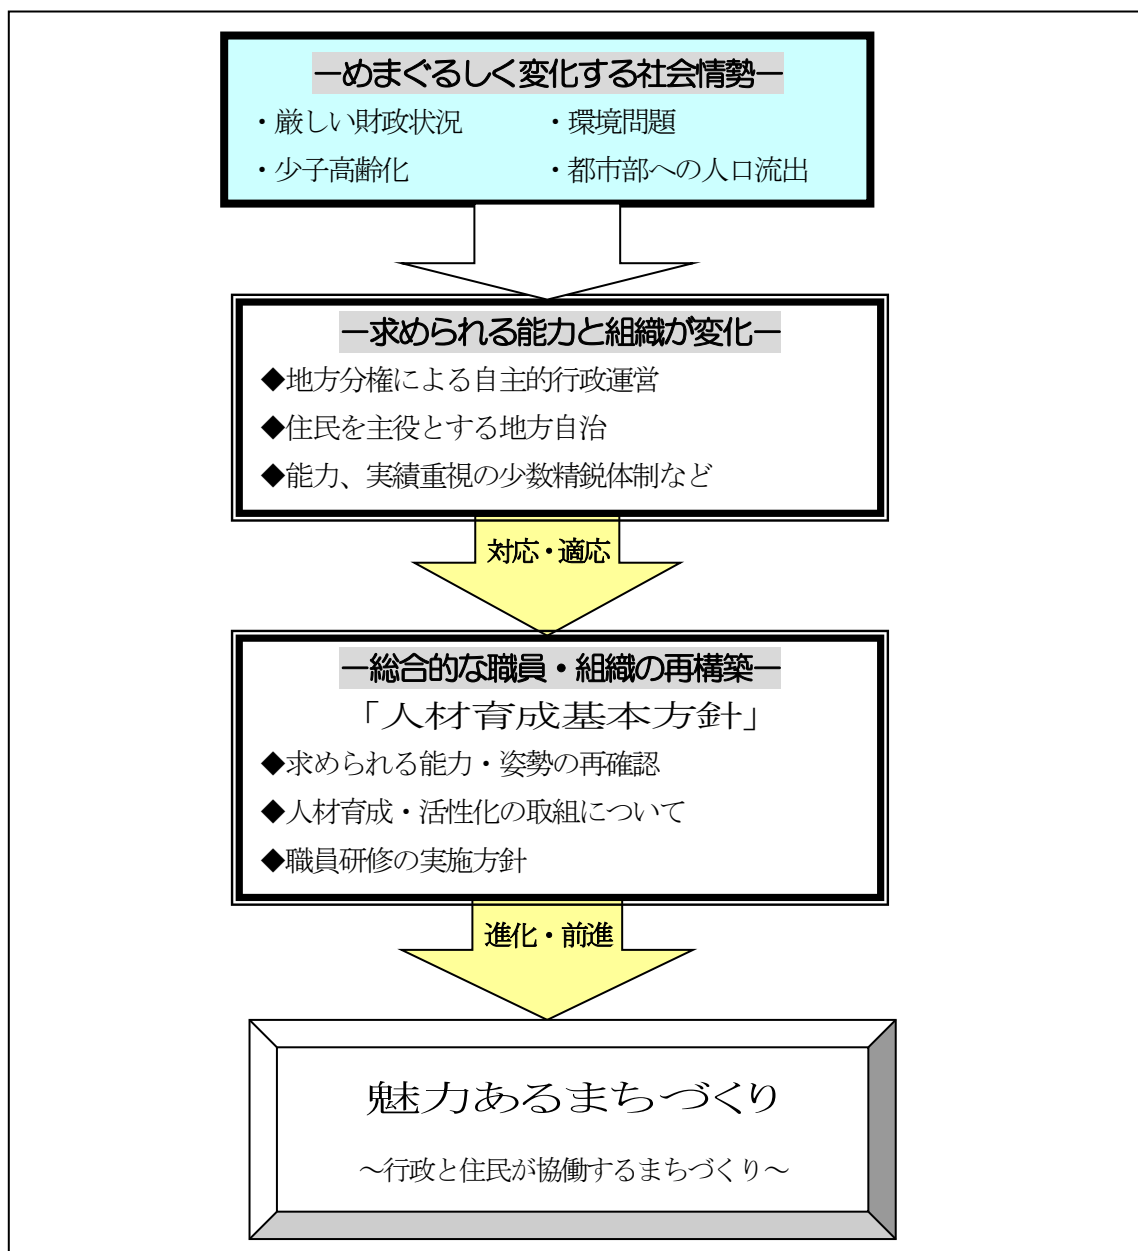 ―めまぐるしく変化する社会情勢―
・厳しい財政状況　・環境問題
・少子高齢化　・都市部への人口流出
―求められる能力と組織が変化―
◆地方分権による自主的行政運営
◆住民を主役とする地方自治
◆能力、実績重視の少数精鋭体制など
対応・適応
―総合的な職員・組織の再構築―
「人材育成基本方針」
◆求められる能力・姿勢の再確認
◆人材育成・活性化の取組について
◆職員研修の実施方針
進化・前進
魅力あるまちづくり
～行政と住民が協働するまちづくり～